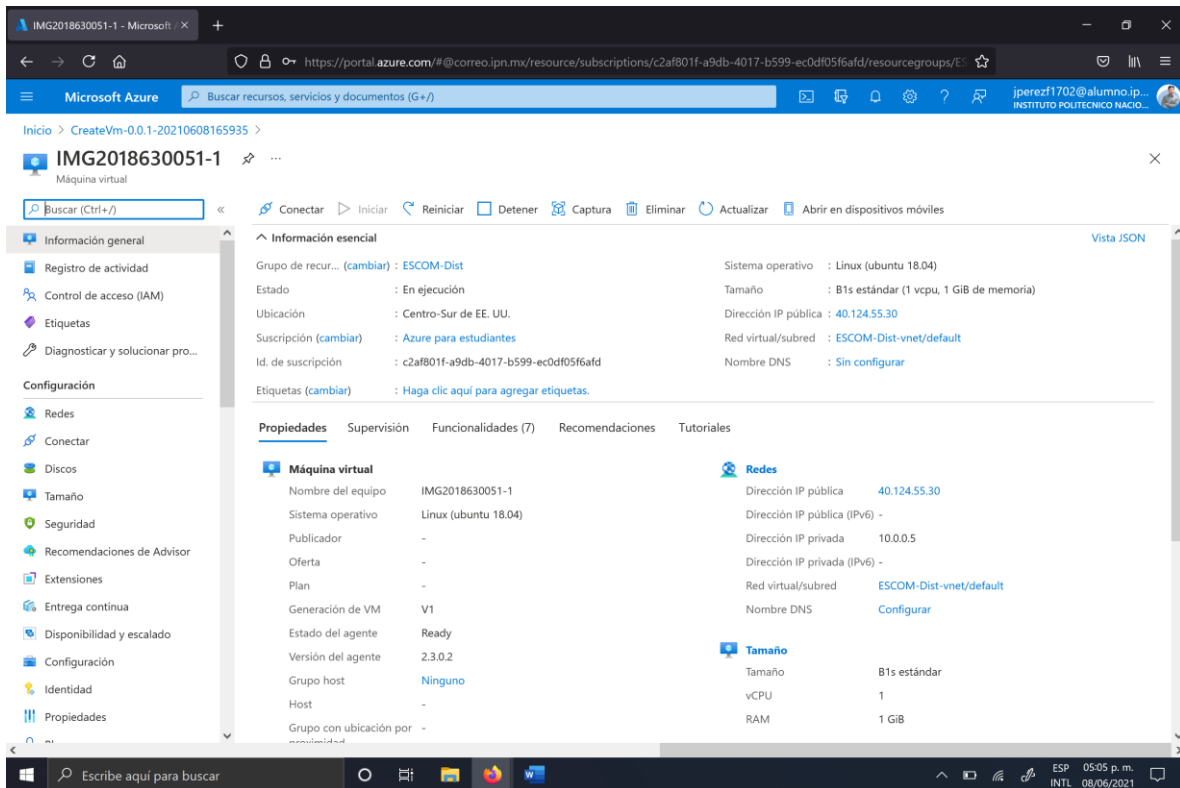 IMG2018630051-1 - Microsoft
https://portal.azure.com/#@correo.ipn.mx/resource/subscriptions/c2af801f-a9db-4017-b599-ec0df05f6afd/resourcegroups/ES
Microsoft Azure
Buscar recursos, servicios y documentos (G+/)
jperezf1702@alumno.ip...
INSTITUTO POLITECNICO NACIO...
Inicio > CreateVm-0.0.1-20210608165935 >
IMG2018630051-1
Máquina virtual
Buscar (Ctrl+/)
«
Conectar Iniciar Reiniciar Detener Captura Eliminar Actualizar Abrir en dispositivos móviles
Información general
Registro de actividad
Control de acceso (IAM)
Etiquetas
Diagnosticar y solucionar pro...
Configuración
Redes
Conectar
Discos
Tamaño
Seguridad
Recomendaciones de Advisor
Extensiones
Entrega continua
Disponibilidad y escalado
Configuración
Identidad
Propiedades
Información esencial
Vista JSON
Grupo de recur... (cambiar) : ESCOM-Dist
Estado : En ejecución
Ubicación : Centro-Sur de EE. UU.
Suscripción (cambiar) : Azure para estudiantes
Id. de suscripción : c2af801f-a9db-4017-b599-ec0df05f6afd
Etiquetas (cambiar) : Haga clic aquí para agregar etiquetas.
Sistema operativo : Linux (ubuntu 18.04)
Tamaño : B1s estándar (1 vcpu, 1 GiB de memoria)
Dirección IP pública : 40.124.55.30
Red virtual/subred : ESCOM-Dist-vnet/default
Nombre DNS : Sin configurar
Propiedades Supervisión Funcionalidades (7) Recomendaciones Tutoriales
Máquina virtual
Nombre del equipo IMG2018630051-1
Sistema operativo Linux (ubuntu 18.04)
Publicador -
Oferta -
Plan -
Generación de VM V1
Estado del agente Ready
Versión del agente 2.3.0.2
Grupo host Ninguno
Host -
Grupo con ubicación por -
proximidad
Redes
Dirección IP pública 40.124.55.30
Dirección IP pública (IPv6) -
Dirección IP privada 10.0.0.5
Dirección IP privada (IPv6) -
Red virtual/subred ESCOM-Dist-vnet/default
Nombre DNS Configurar
Tamaño
Tamaño B1s estándar
vCPU 1
RAM 1 GiB
Escribe aquí para buscar
ESP
INTL
05:05 p. m.
08/06/2021